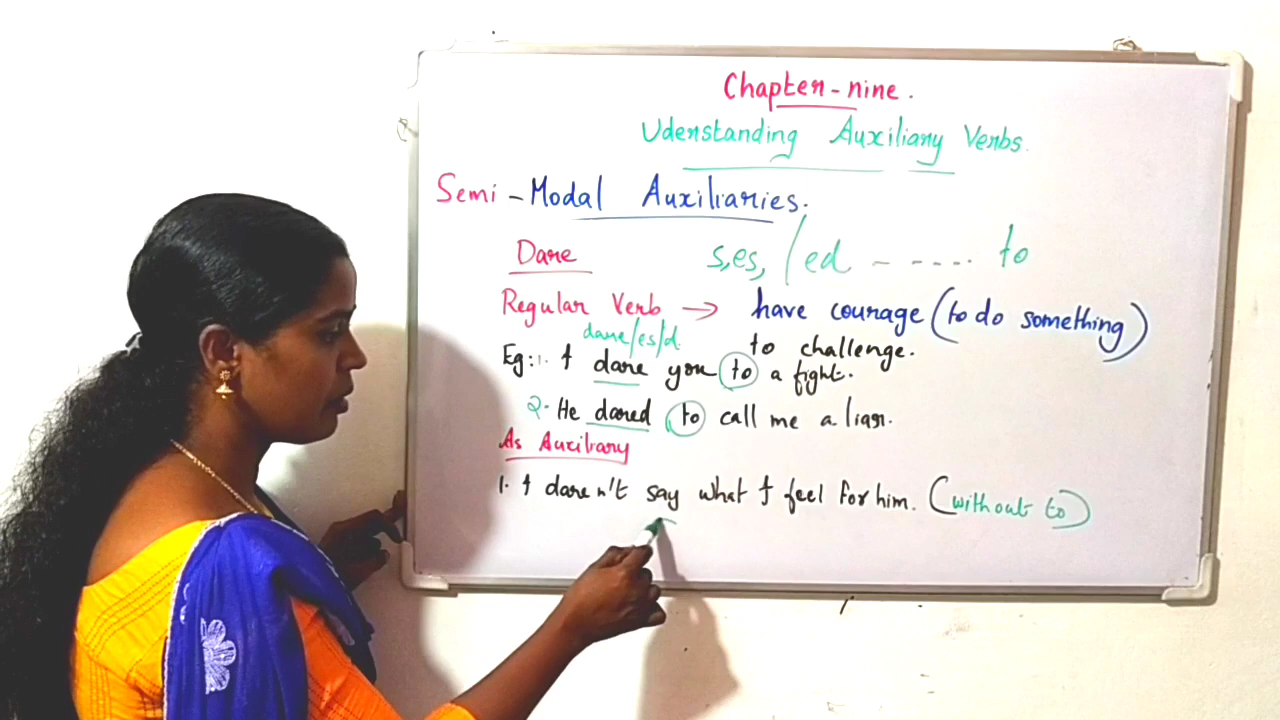 Chapter-nine.
Uderstanding Auxiliary Verbs.
Semi-Modal Auxiliaries.
Dare s,es, /ed ------ to
Regular Verb → have courage (to do something)
dare/es/d. to challenge.
Eg:1. I dare you to a fight.
2. He dared to call me a liar.
As Auxiliary
1. I daren't say what I feel for him. (without to)